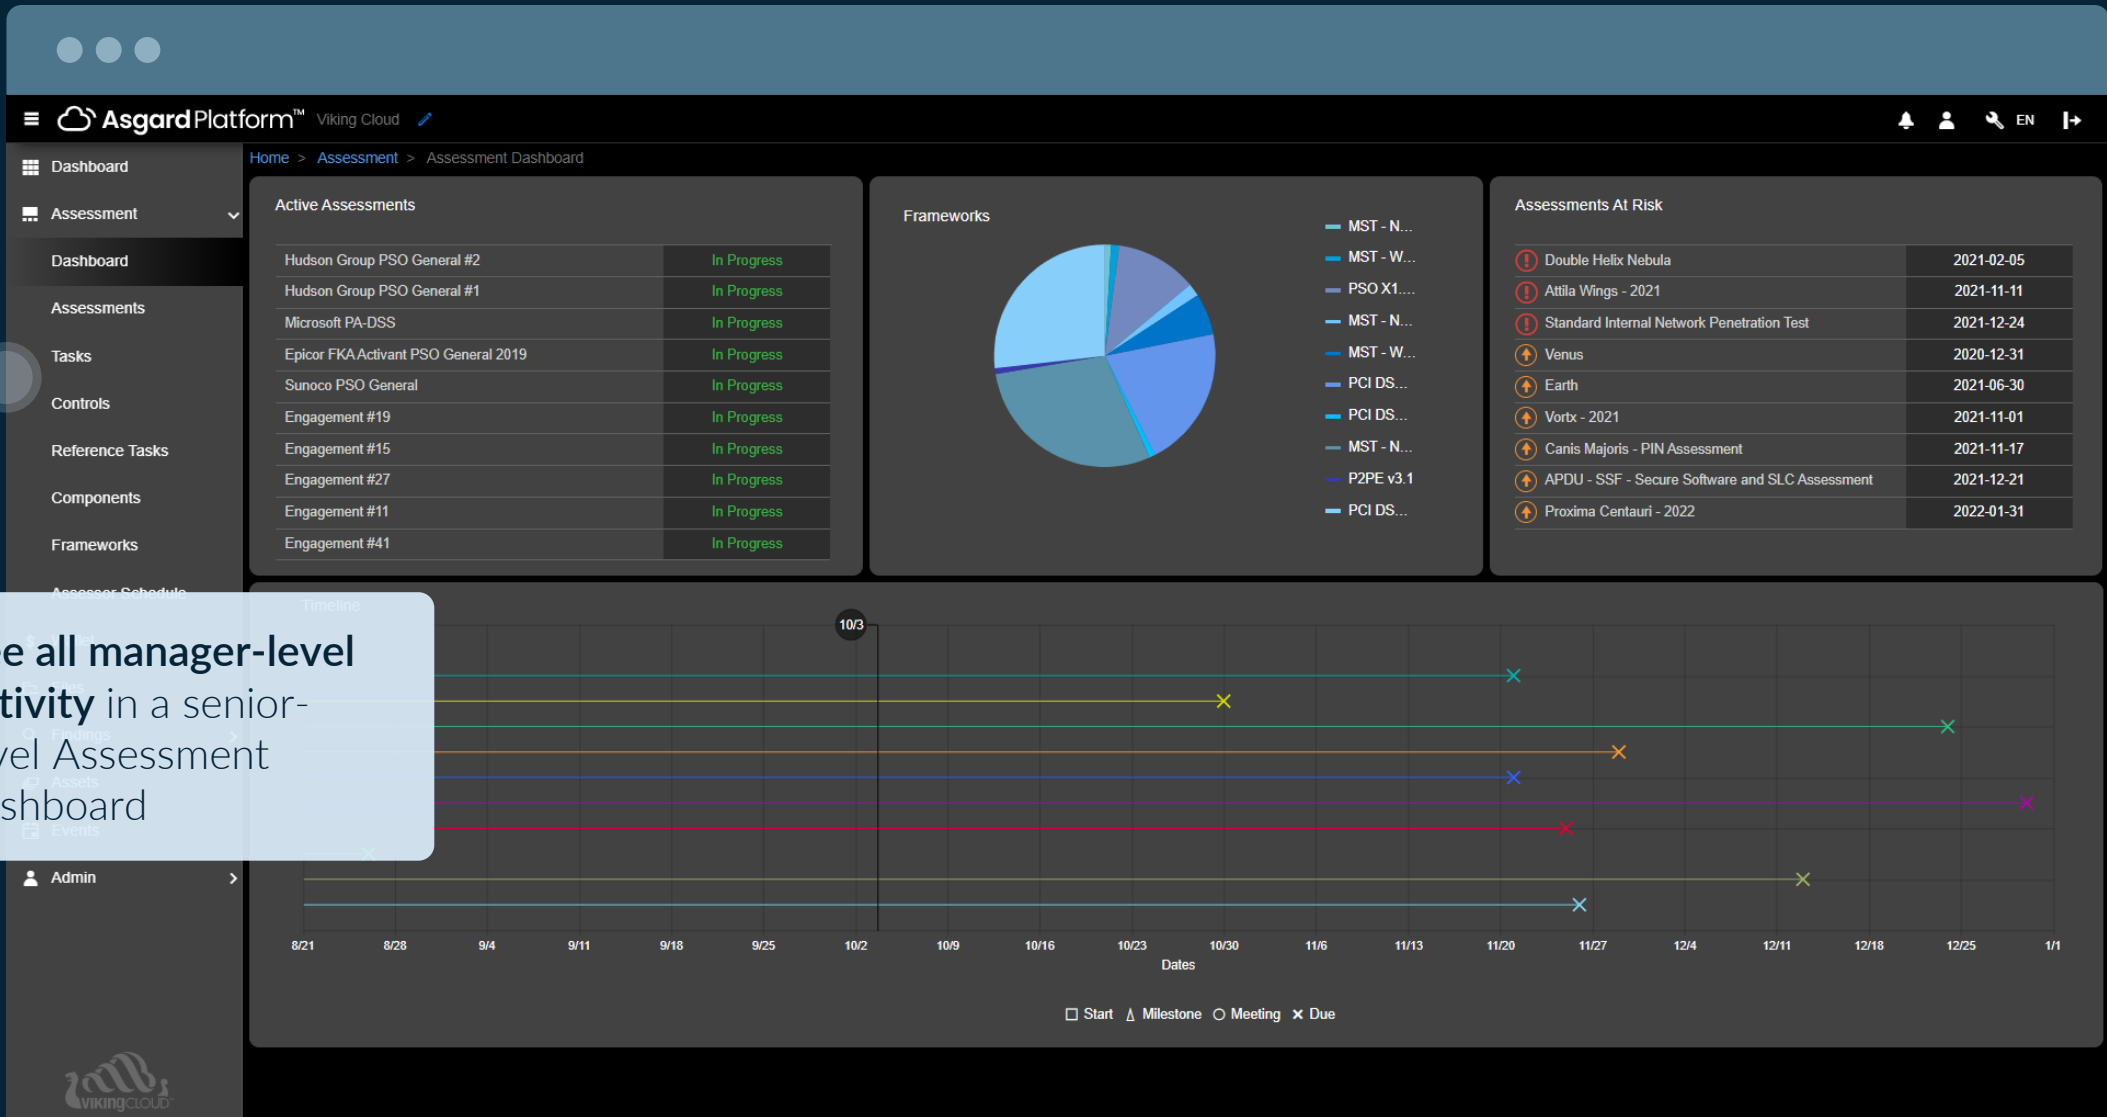 Asgard Platform™ Viking Cloud
EN
Home > Assessment > Assessment Dashboard
Dashboard
Assessment
Dashboard
Assessments
Tasks
Controls
Reference Tasks
Components
Frameworks
Assessor Schedule
Files
Findings
Assets
Events
Admin
VIKINGCLOUD™
e all manager-level
tivity in a senior-
vel Assessment
shboard
Active Assessments
Hudson Group PSO General #2 In Progress
Hudson Group PSO General #1 In Progress
Microsoft PA-DSS In Progress
Epicor FKA Activant PSO General 2019 In Progress
Sunoco PSO General In Progress
Engagement #19 In Progress
Engagement #15 In Progress
Engagement #27 In Progress
Engagement #11 In Progress
Engagement #41 In Progress
Frameworks
MST - N...
MST - W...
PSO X1....
MST - N...
MST - W...
PCI DS...
PCI DS...
MST - N...
P2PE v3.1
PCI DS...
Assessments At Risk
Double Helix Nebula 2021-02-05
Attila Wings - 2021 2021-11-11
Standard Internal Network Penetration Test 2021-12-24
Venus 2020-12-31
Earth 2021-06-30
Vortx - 2021 2021-11-01
Canis Majoris - PIN Assessment 2021-11-17
APDU - SSF - Secure Software and SLC Assessment 2021-12-21
Proxima Centauri - 2022 2022-01-31
Timeline
10/3
8/21 8/28 9/4 9/11 9/18 9/25 10/2 10/9 10/16 10/23 10/30 11/6 11/13 11/20 11/27 12/4 12/11 12/18 12/25 1/1
Dates
Start Milestone Meeting Due